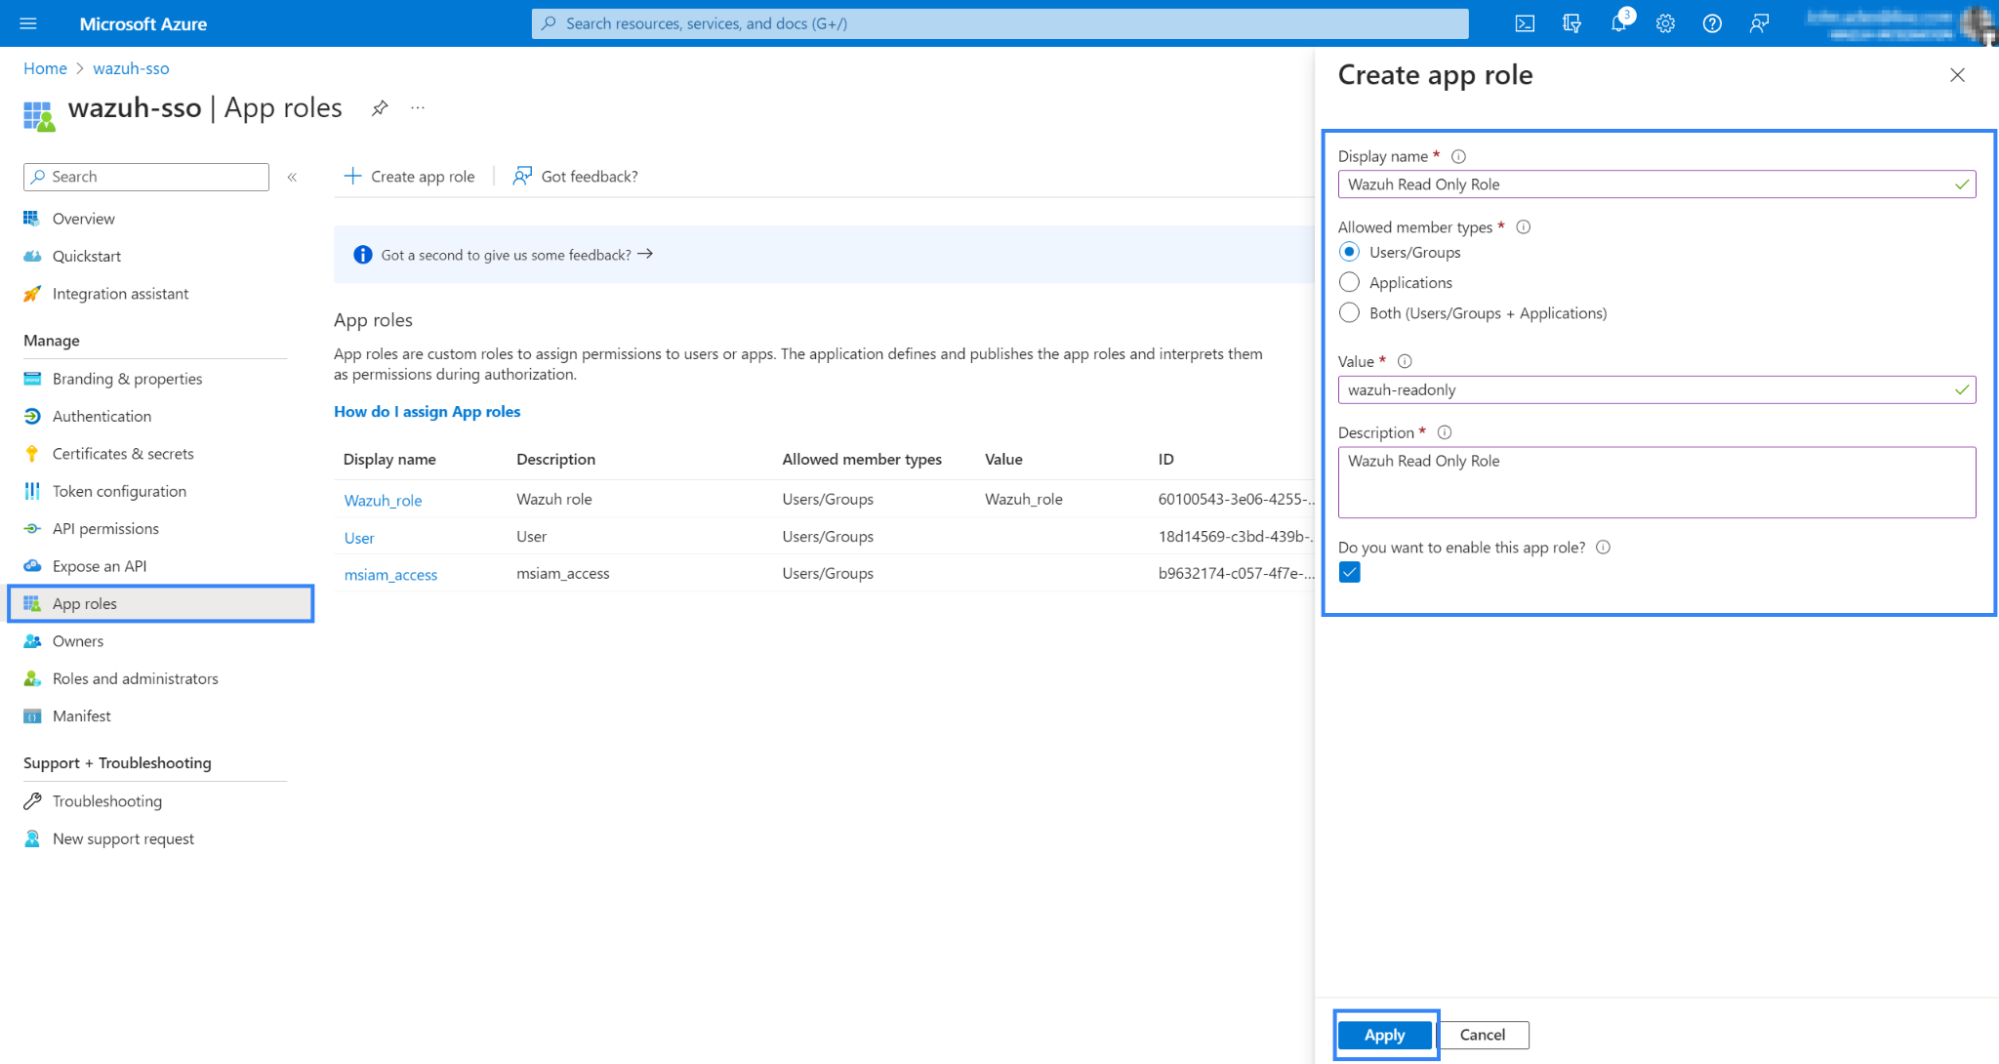 Microsoft Azure
Search resources, services, and docs (G+/)
3
Home > wazuh-sso
wazuh-sso | App roles
...
Search
«
Overview
Quickstart
Integration assistant
Manage
Branding & properties
Authentication
Certificates & secrets
Token configuration
API permissions
Expose an API
App roles
Owners
Roles and administrators
Manifest
Support + Troubleshooting
Troubleshooting
New support request
Create app role
Got feedback?
Got a second to give us some feedback? →
App roles
App roles are custom roles to assign permissions to users or apps. The application defines and publishes the app roles and interprets them
as permissions during authorization.
How do I assign App roles
Display name Description Allowed member types Value ID
Wazuh_role Wazuh role Users/Groups Wazuh_role 60100543-3e06-4255-...
User User Users/Groups 18d14569-c3bd-439b-.
msiam_access msiam_access Users/Groups b9632174-c057-4f7e-...
Create app role
Display name *
Wazuh Read Only Role
Allowed member types *
Users/Groups
Applications
Both (Users/Groups + Applications)
Value *
wazuh-readonly
Description *
Wazuh Read Only Role
Do you want to enable this app role?
Apply Cancel